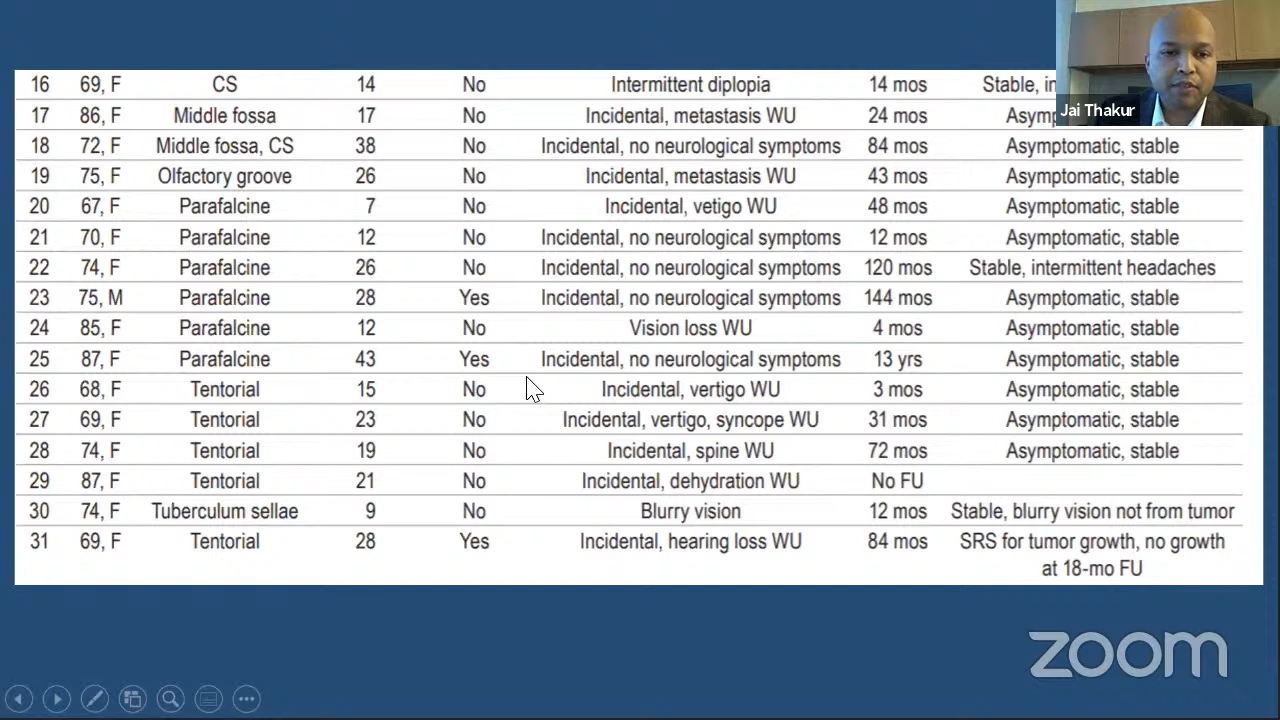 16 69, F CS 14 No Intermittent diplopia 14 mos Stable,
17 86, F Middle fossa 17 No Incidental, metastasis WU 24 mos
Jai Thakur
18 72, F Middle fossa, CS 38 No Incidental, no neurological symptoms 84 mos Asymptomatic, stable
19 75, F Olfactory groove 26 No Incidental, metastasis WU 43 mos Asymptomatic, stable
20 67, F Parafalcine 7 No Incidental, vetigo WU 48 mos Asymptomatic, stable
21 70, F Parafalcine 12 No Incidental, no neurological symptoms 12 mos Asymptomatic, stable
22 74, F Parafalcine 26 No Incidental, no neurological symptoms 120 mos Stable, intermittent headaches
23 75, M Parafalcine 28 Yes Incidental, no neurological symptoms 144 mos Asymptomatic, stable
24 85, F Parafalcine 12 No Vision loss WU 4 mos Asymptomatic, stable
25 87, F Parafalcine 43 Yes Incidental, no neurological symptoms 13 yrs Asymptomatic, stable
26 68, F Tentorial 15 No Incidental, vertigo WU 3 mos Asymptomatic, stable
27 69, F Tentorial 23 No Incidental, vertigo, syncope WU 31 mos Asymptomatic, stable
28 74, F Tentorial 19 No Incidental, spine WU 72 mos Asymptomatic, stable
29 87, F Tentorial 21 No Incidental, dehydration WU No FU
30 74, F Tuberculum sellae 9 No Blurry vision 12 mos Stable, blurry vision not from tumor
31 69, F Tentorial 28 Yes Incidental, hearing loss WU 84 mos SRS for tumor growth, no growth
at 18-mo FU
zoom